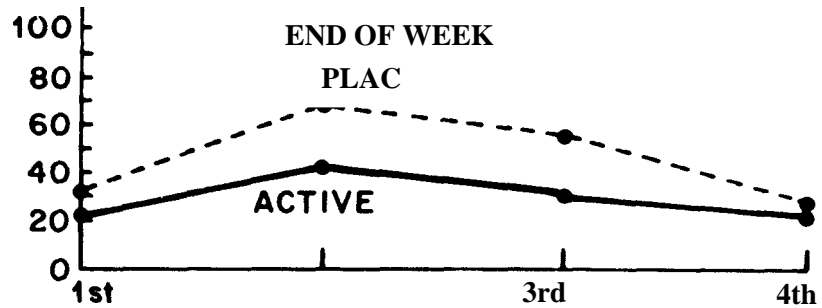 100
END OF WEEK
80
PLAC
60
40
ACTIVE
20
0
1st
3rd
4th